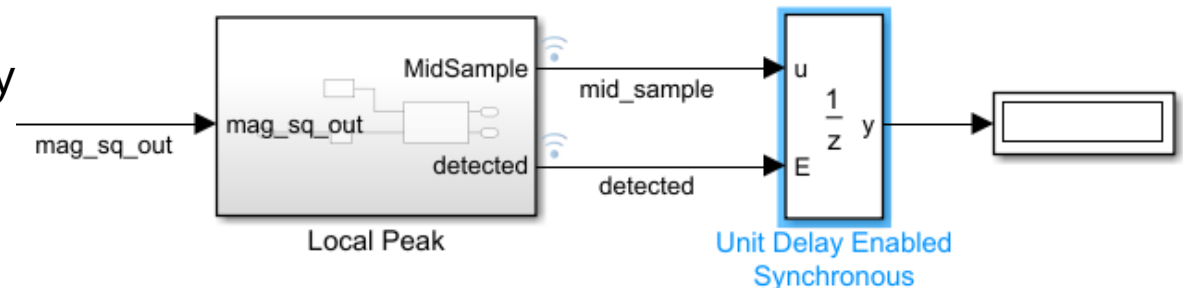 y
mag_sq_out
mag_sq_out
MidSample
detected
Local Peak
mid_sample
detected
u
E
1
z
y
Unit Delay Enabled
Synchronous